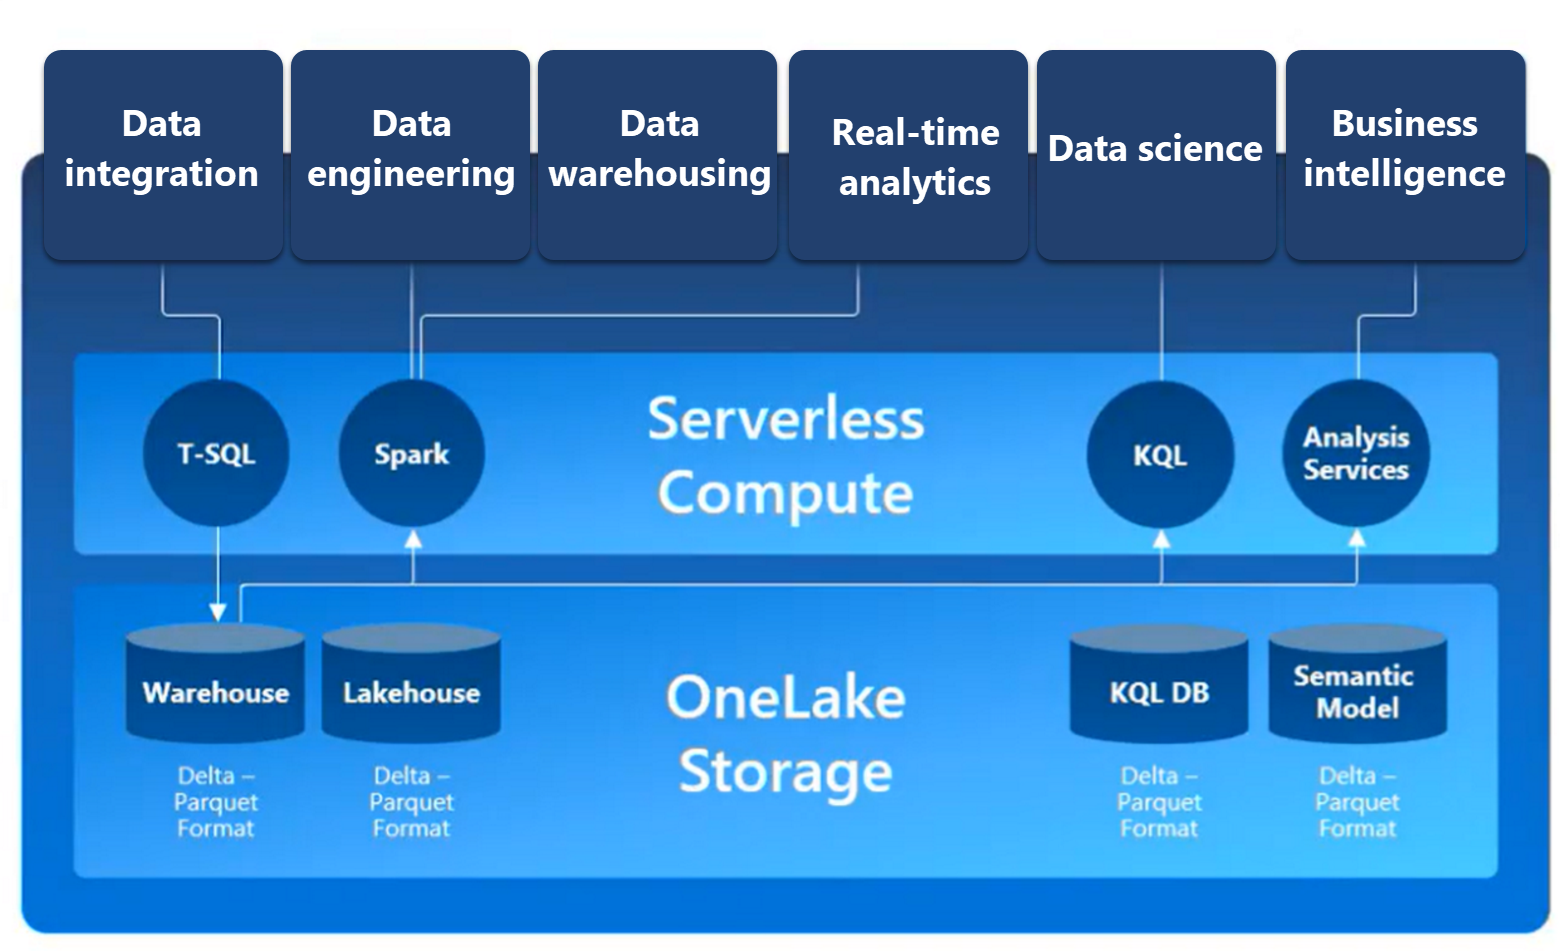 Data
integration
Data
engineering
Data
warehousing
Real-time
analytics
Data science
Business
intelligence
T-SQL
Spark
Serverless
Compute
KQL
Analysis
Services
Warehouse
Lakehouse
OneLake
Storage
KQL DB
Semantic
Model
Delta –
Parquet
Format
Delta –
Parquet
Format
Delta –
Parquet
Format
Delta –
Parquet
Format